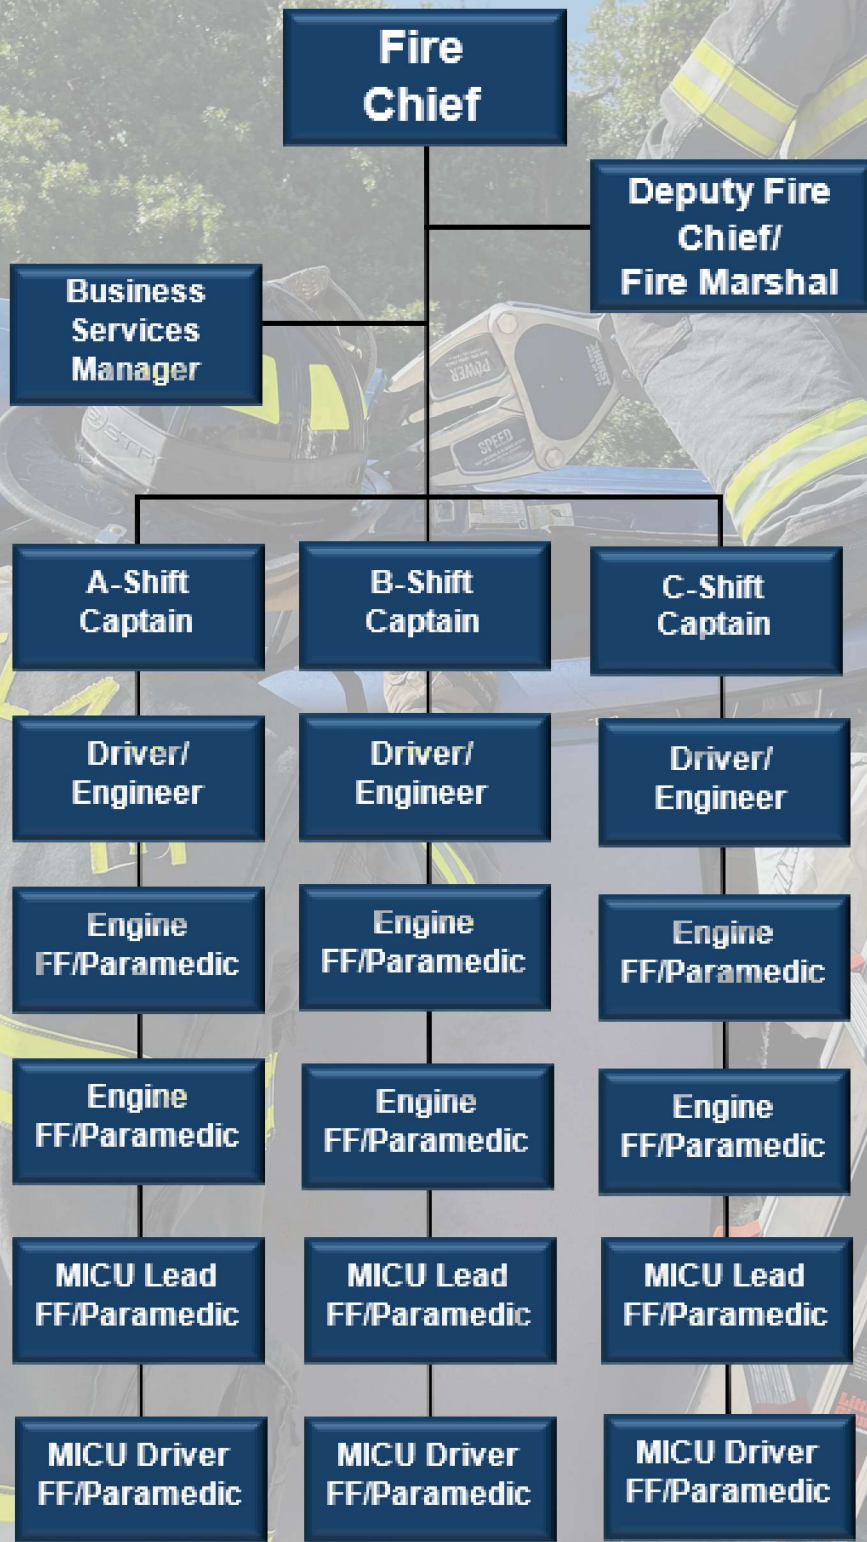 Fire
Chief
Deputy Fire
Chief/
Fire Marshal
Business
Services
Manager
POWER
SPEED
A-Shift
Captain
B-Shift
Captain
C-Shift
Captain
Driver/
Engineer
Driver/
Engineer
Driver/
Engineer
Engine
FF/Paramedic
Engine
FF/Paramedic
Engine
FF/Paramedic
Engine
FF/Paramedic
Engine
FF/Paramedic
Engine
FF/Paramedic
MICU Lead
FF/Paramedic
MICU Lead
FF/Paramedic
MICU Lead
FF/Paramedic
MICU Driver
FF/Paramedic
MICU Driver
FF/Paramedic
MICU Driver
FF/Paramedic